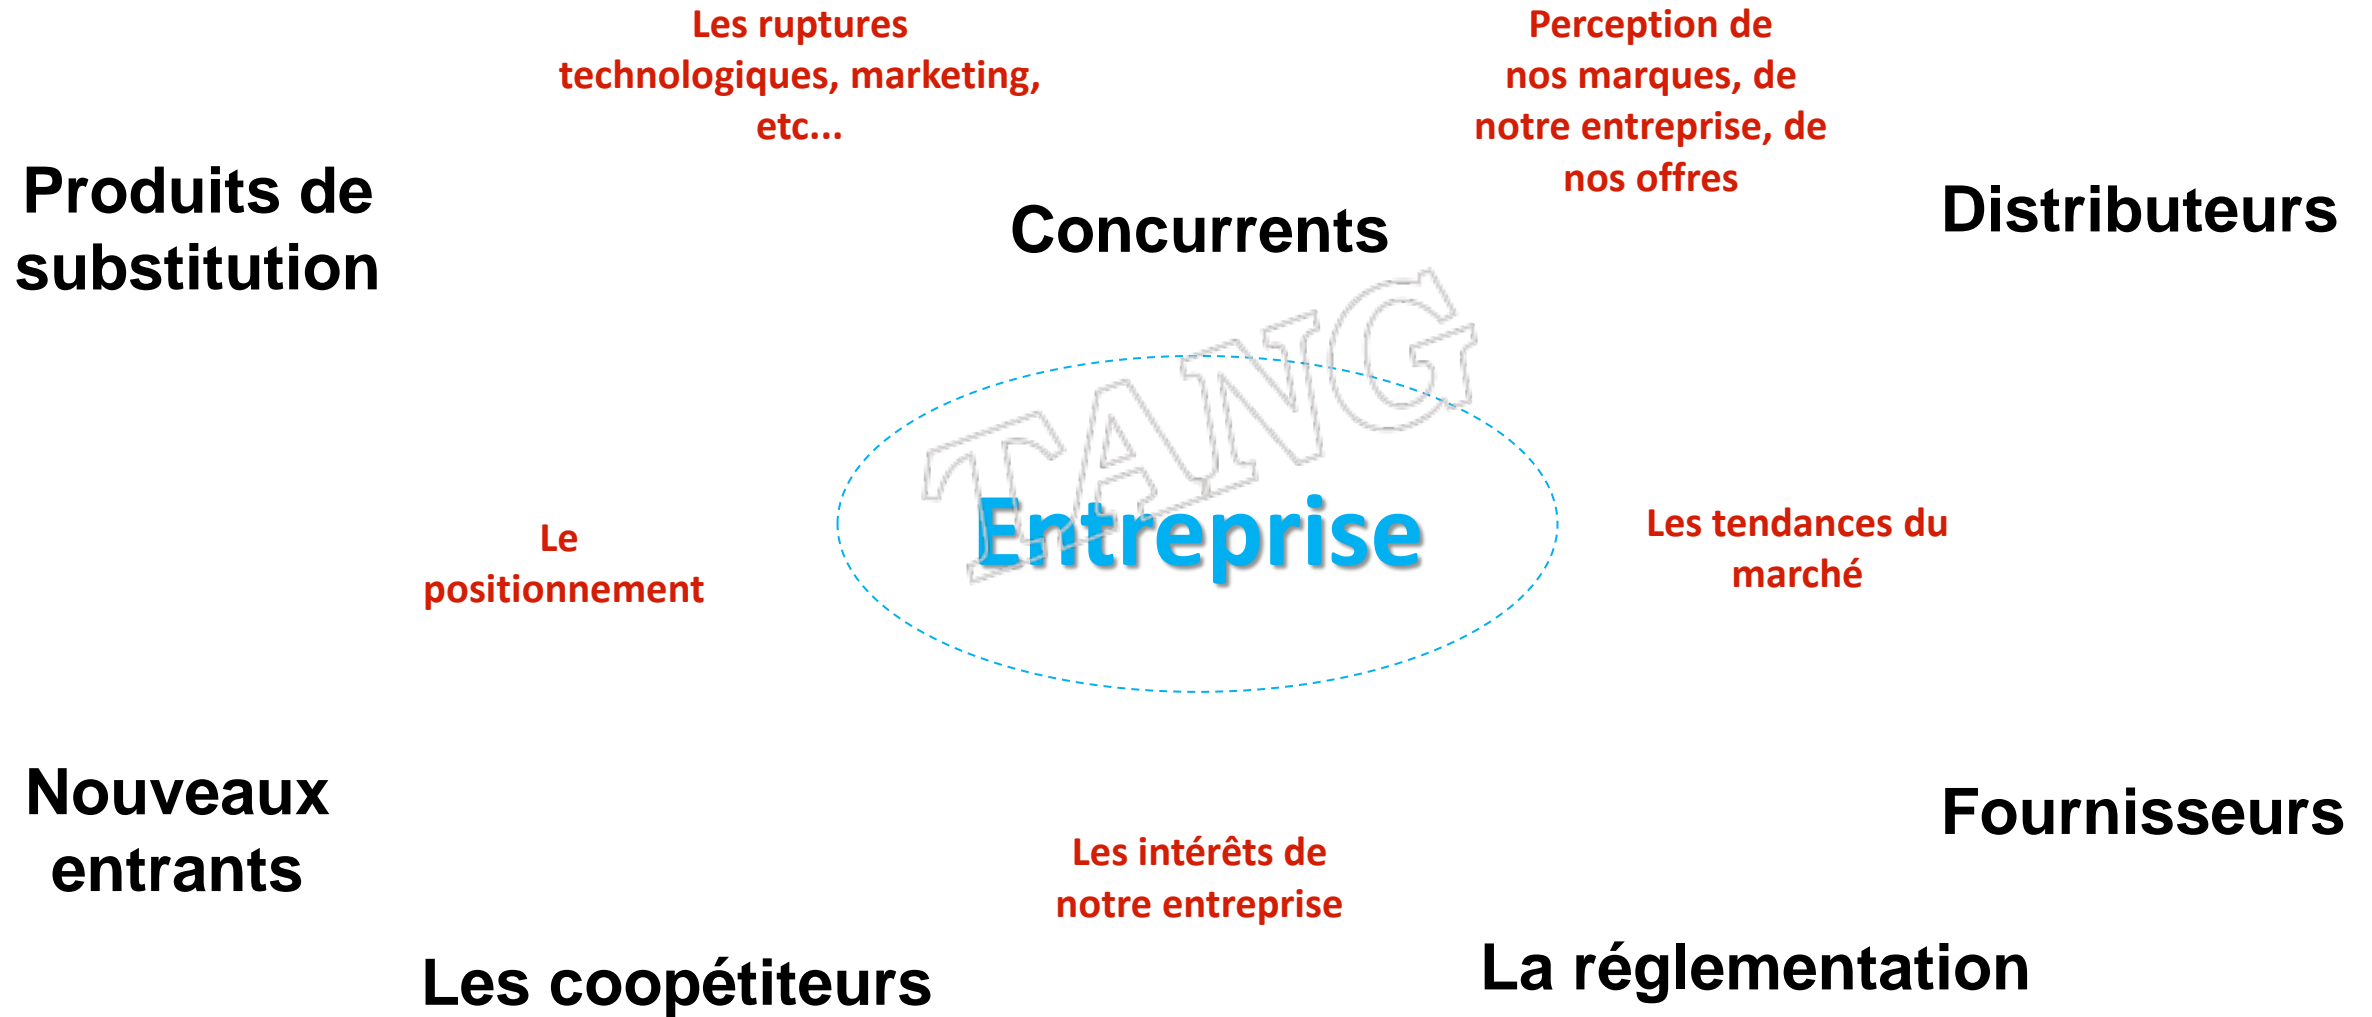 Les ruptures
technologiques, marketing,
etc...
Perception de
nos marques, de
notre entreprise, de
nos offres
Produits de
substitution
Concurrents
Distributeurs
TANG
Entreprise
Le
positionnement
Les tendances du
marché
Nouveaux
entrants
Fournisseurs
Les intérêts de
notre entreprise
Les coopétiteurs
La réglementation